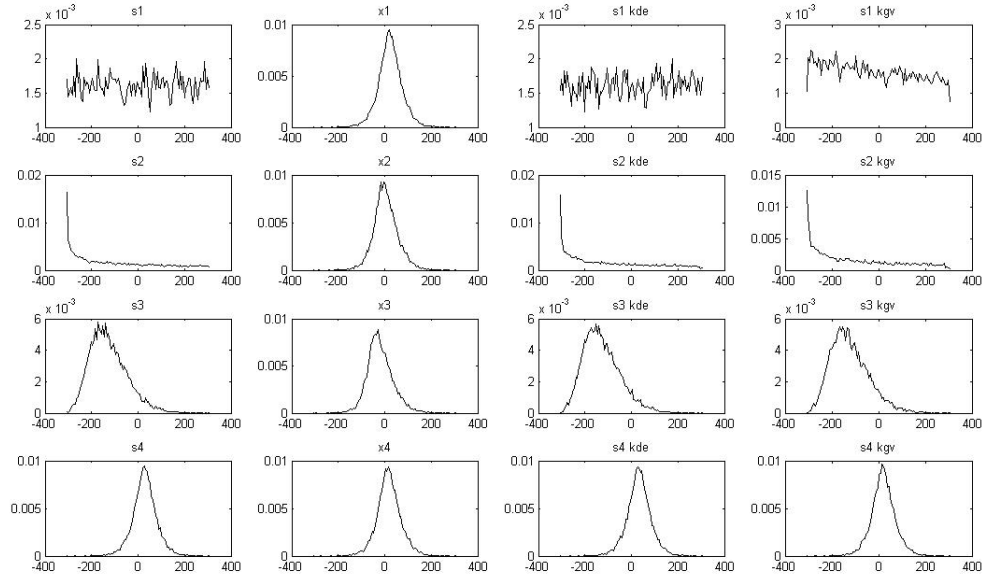 s1 x1 s1 kde s1 kgv
x 10^-3 x 10^-3 x 10^-3
2.5 0.01 2.5 3
2 2 2
1.5 0.005 1.5 1
1 0 1 0
-400 -200 0 200 400 -400 -200 0 200 400 -400 -200 0 200 400 -400 -200 0 200 400
s2 x2 s2 kde s2 kgv
0.02 0.01 0.02 0.015
0.01 0.005 0.01 0.01
0.005
0 0 0 0
-400 -200 0 200 400 -400 -200 0 200 400 -400 -200 0 200 400 -400 -200 0 200 400
s3 x3 s3 kde s3 kgv
x 10^-3 x 10^-3 x 10^-3
6 0.01 6 6
4 4 4
2 0.005 2 2
0 0 0 0
-400 -200 0 200 400 -400 -200 0 200 400 -400 -200 0 200 400 -400 -200 0 200 400
s4 x4 s4 kde s4 kgv
0.01 0.01 0.01 0.01
0.005 0.005 0.005 0.005
0 0 0 0
-400 -200 0 200 400 -400 -200 0 200 400 -400 -200 0 200 400 -400 -200 0 200 400